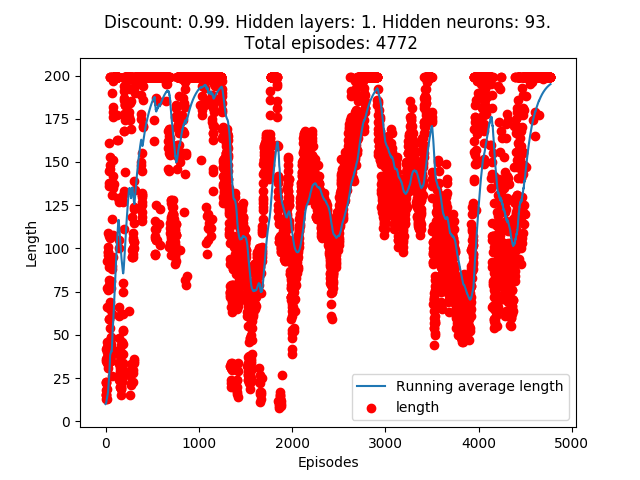 Discount: 0.99. Hidden layers: 1. Hidden neurons: 93.
Total episodes: 4772
200
175
150
125
100
75
50
25
0
Length
0
1000
2000
3000
4000
5000
Episodes
Running average length
length